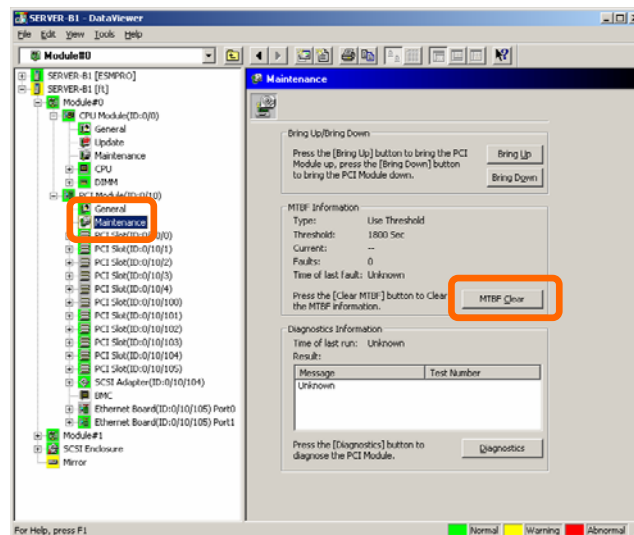 SERVER-B1 - DataViewer
File Edit View Tools Help
Module#0
SERVER-B1 [ESMPRO]
SERVER-B1 [ft]
Module#0
CPU Module(ID:0/0)
General
Update
Maintenance
CPU
DIMM
PCI Module(ID:0/10)
General
Maintenance
PCI Slot(ID:0/10/0)
PCI Slot(ID:0/10/1)
PCI Slot(ID:0/10/2)
PCI Slot(ID:0/10/3)
PCI Slot(ID:0/10/4)
PCI Slot(ID:0/10/100)
PCI Slot(ID:0/10/101)
PCI Slot(ID:0/10/102)
PCI Slot(ID:0/10/103)
PCI Slot(ID:0/10/104)
PCI Slot(ID:0/10/105)
SCSI Adapter(ID:0/10/104)
BMC
Ethernet Board(ID:0/10/105) Port0
Ethernet Board(ID:0/10/105) Port1
Module#1
SCSI Enclosure
Mirror
Maintenance
Bring Up/Bring Down
Press the [Bring Up] button to bring the PCI
Module up, press the [Bring Down] button
to bring the PCI Module down.
Bring Up
Bring Down
MTBF Information
Type: Use Threshold
Threshold: 1800 Sec
Current: --
Faults: 0
Time of last fault: Unknown
Press the [Clear MTBF] button to Clear
the MTBF information.
MTBF Clear
Diagnostics Information
Time of last run: Unknown
Result:
Message Test Number
Unknown
Press the [Diagnostics] button to
diagnose the PCI Module.
Diagnostics
For Help, press F1
Normal Warning Abnormal